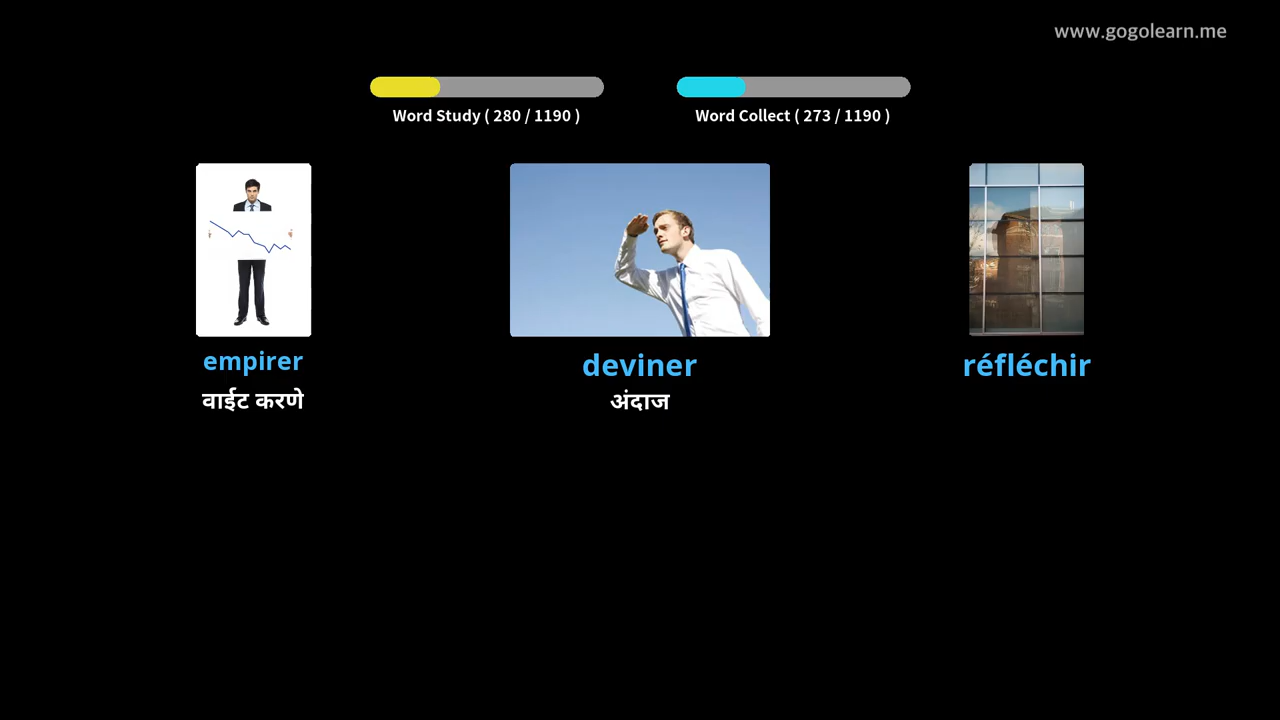 www.gogolearn.me
Word Study ( 280 / 1190 )
Word Collect ( 273 / 1190 )
empirer
deviner
réfléchir
वाईट करणे
अंदाज